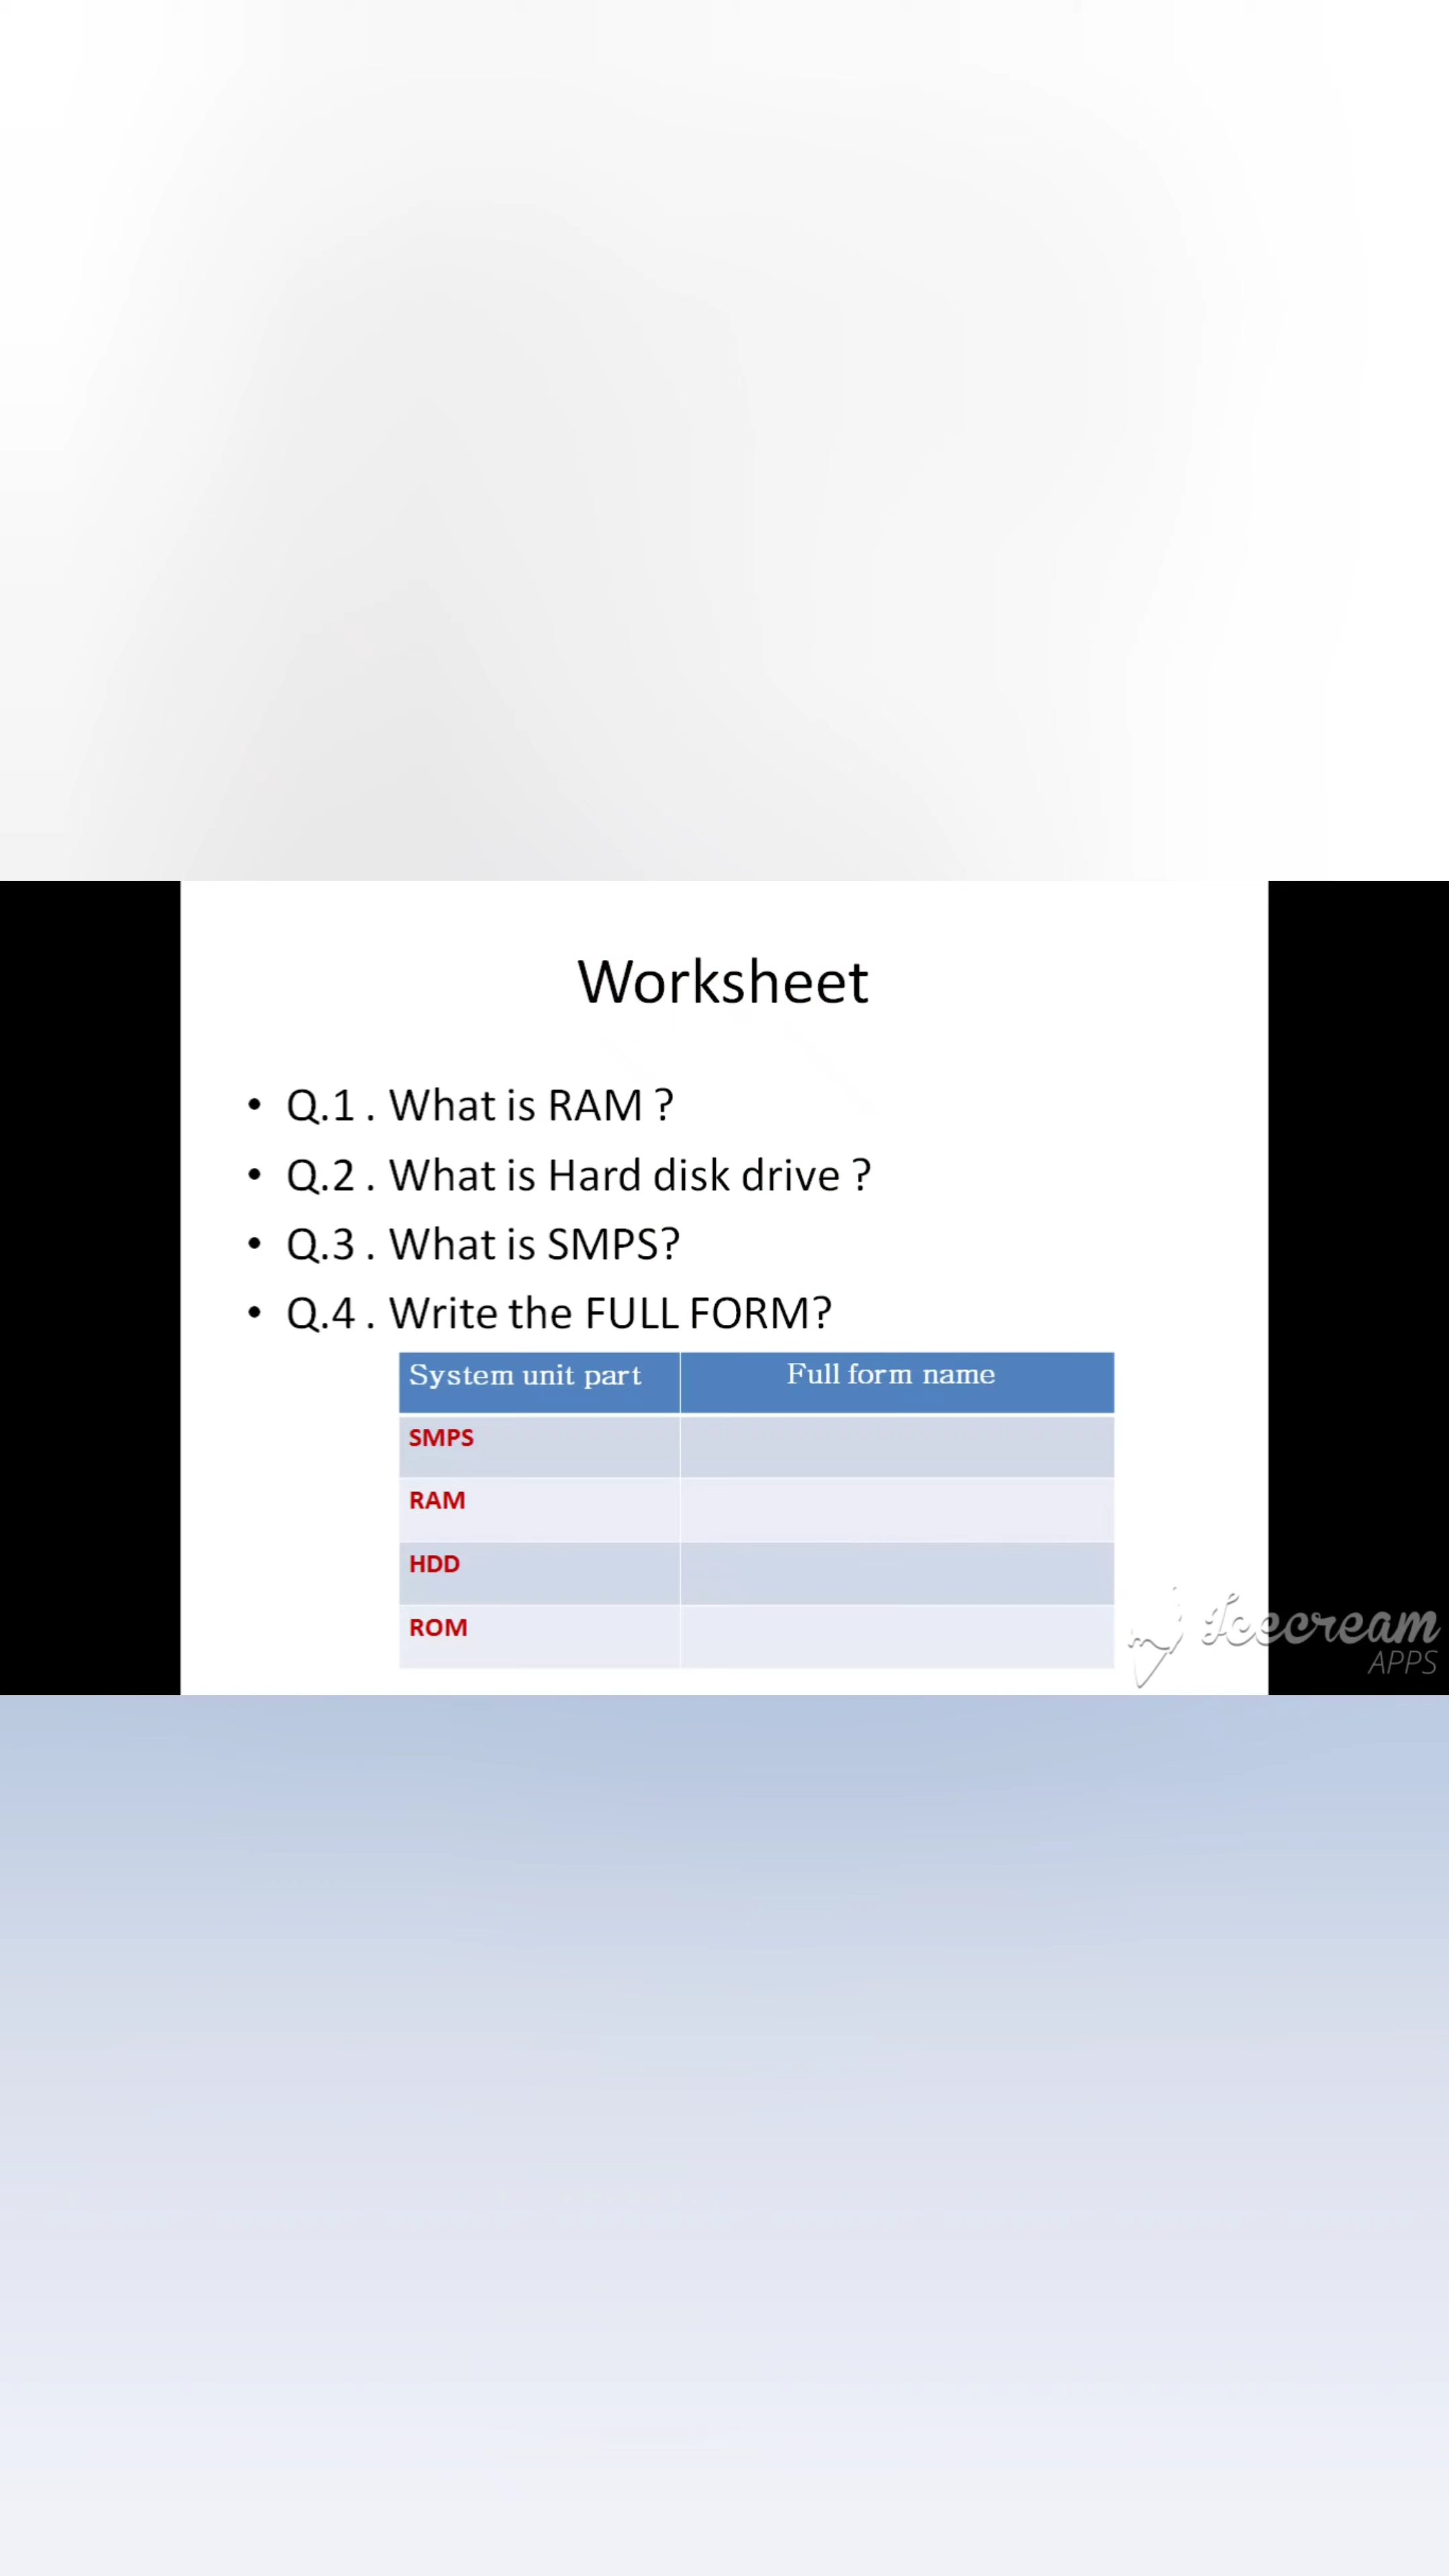 Worksheet
• Q.1 . What is RAM ?
• Q.2 . What is Hard disk drive ?
• Q.3 . What is SMPS?
• Q.4 . Write the FULL FORM?
System unit part Full form name
SMPS
RAM
HDD
ROM
Icecream
APPS